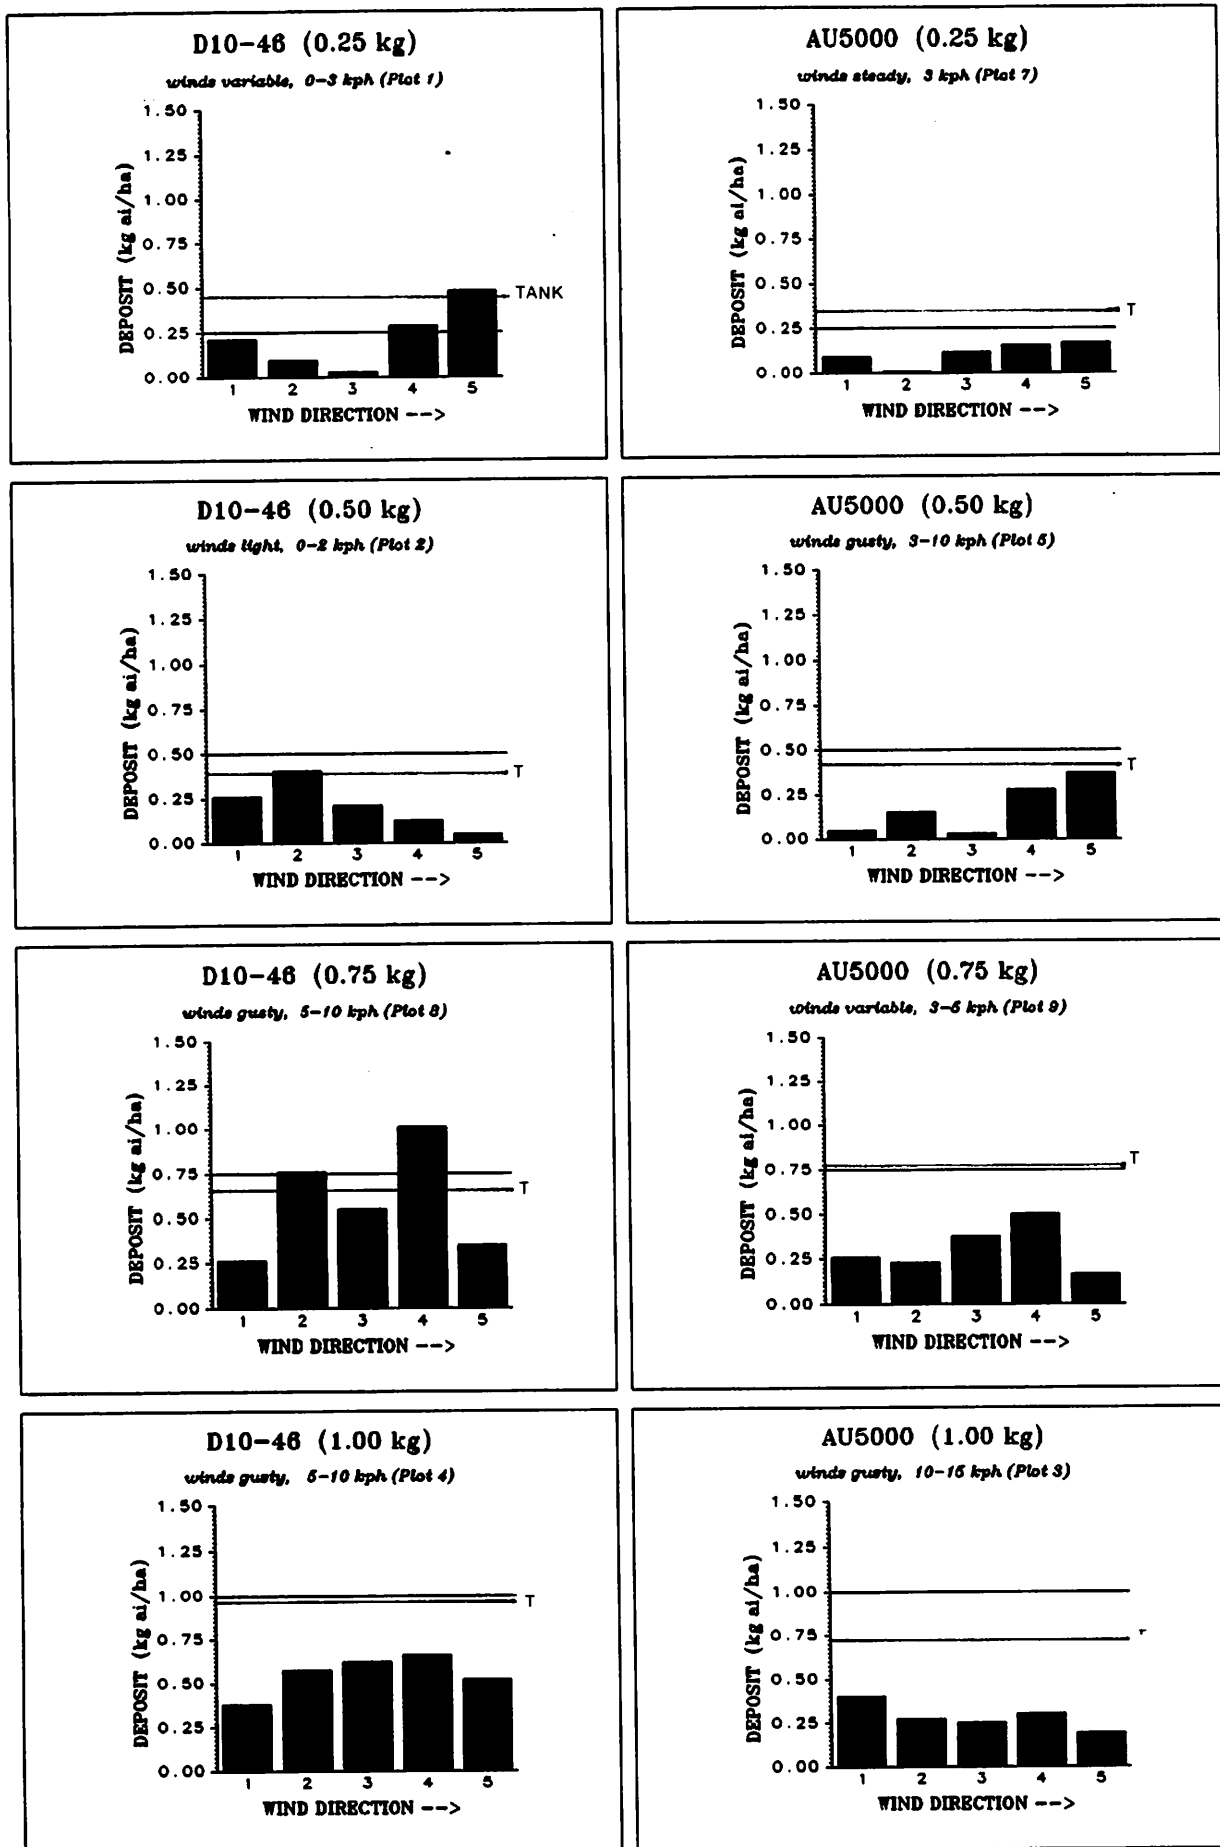 D10-46 (0.25 kg)
winds variable, 0-3 kph (Plot 1)
1.50
1.25
1.00
0.75
0.50
0.25
0.00
DEPOSIT (kg ai/ha)
TANK
1 2 3 4 5
WIND DIRECTION -->
AU5000 (0.25 kg)
winds steady, 3 kph (Plot 7)
1.50
1.25
1.00
0.75
0.50
0.25
0.00
DEPOSIT (kg ai/ha)
T
1 2 3 4 5
WIND DIRECTION -->
D10-46 (0.50 kg)
winds light, 0-2 kph (Plot 2)
1.50
1.25
1.00
0.75
0.50
0.25
0.00
DEPOSIT (kg ai/ha)
T
1 2 3 4 5
WIND DIRECTION -->
AU5000 (0.50 kg)
winds gusty, 3-10 kph (Plot 5)
1.50
1.25
1.00
0.75
0.50
0.25
0.00
DEPOSIT (kg ai/ha)
T
1 2 3 4 5
WIND DIRECTION -->
D10-46 (0.75 kg)
winds gusty, 5-10 kph (Plot 8)
1.50
1.25
1.00
0.75
0.50
0.25
0.00
DEPOSIT (kg ai/ha)
T
1 2 3 4 5
WIND DIRECTION -->
AU5000 (0.75 kg)
winds variable, 3-5 kph (Plot 9)
1.50
1.25
1.00
0.75
0.50
0.25
0.00
DEPOSIT (kg ai/ha)
T
1 2 3 4 5
WIND DIRECTION -->
D10-46 (1.00 kg)
winds gusty, 5-10 kph (Plot 4)
1.50
1.25
1.00
0.75
0.50
0.25
0.00
DEPOSIT (kg ai/ha)
T
1 2 3 4 5
WIND DIRECTION -->
AU5000 (1.00 kg)
winds gusty, 10-15 kph (Plot 3)
1.50
1.25
1.00
0.75
0.50
0.25
0.00
DEPOSIT (kg ai/ha)
1 2 3 4 5
WIND DIRECTION -->